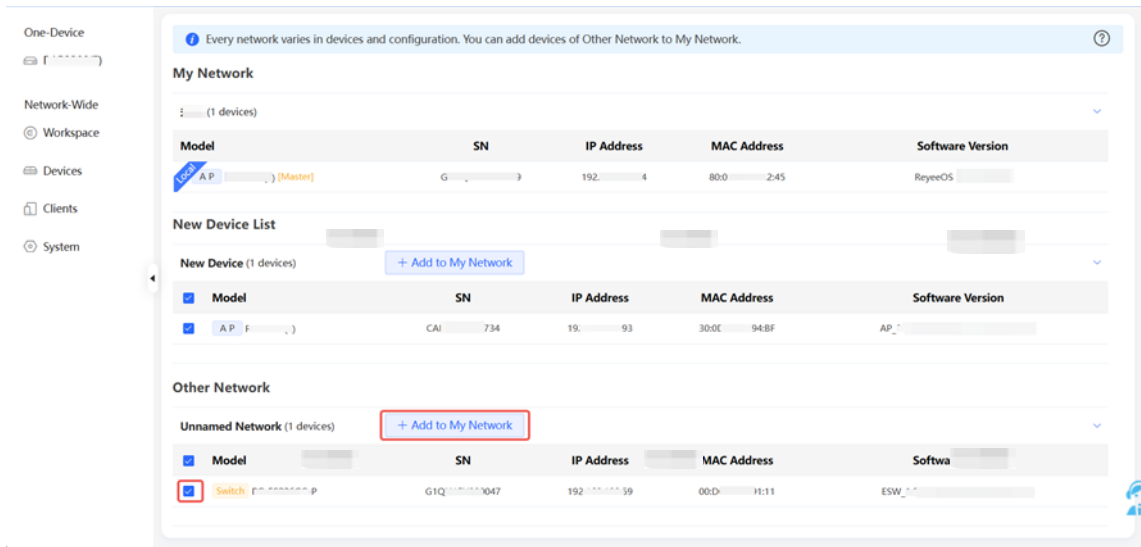 One-Device
Every network varies in devices and configuration. You can add devices of Other Network to My Network.
My Network
Network-Wide
(1 devices)
Workspace
Model SN IP Address MAC Address Software Version
Devices
Local AP [Master] 192. 4 80:0 2:45 ReyeeOS
Clients
New Device List
System
New Device (1 devices) + Add to My Network
Model SN IP Address MAC Address Software Version
AP 734 19. 93 30:0 94:BF AP_
Other Network
Unnamed Network (1 devices) + Add to My Network
Model SN IP Address MAC Address
Switch P G1Q 047 192 59 00:D 1:11 ESW_